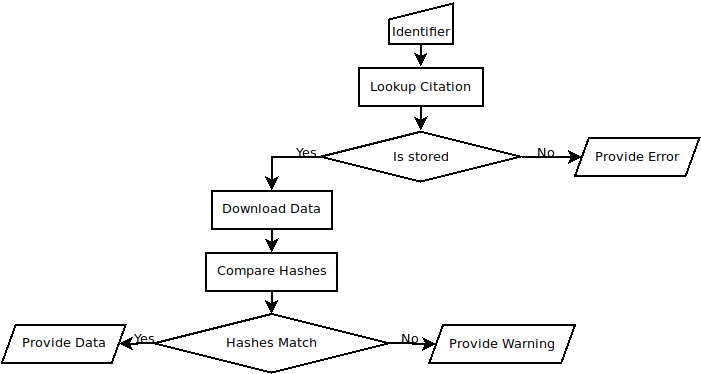 Identifier
Lookup Citation
Yes
Is stored
No
Provide Error
Download Data
Compare Hashes
Provide Data
Yes
Hashes Match
No
Provide Warning